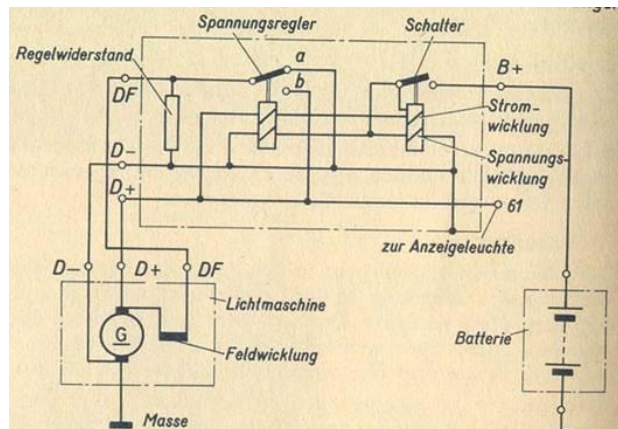 Spannungsregler
Schalter
Regelwiderstand
a
B+
b
DF
Strom-
wicklung
D-
Spannungs-
wicklung
D+
61
zur Anzeigeleuchte
D-
D+
DF
Lichtmaschine
G
Feldwicklung
Batterie
Masse